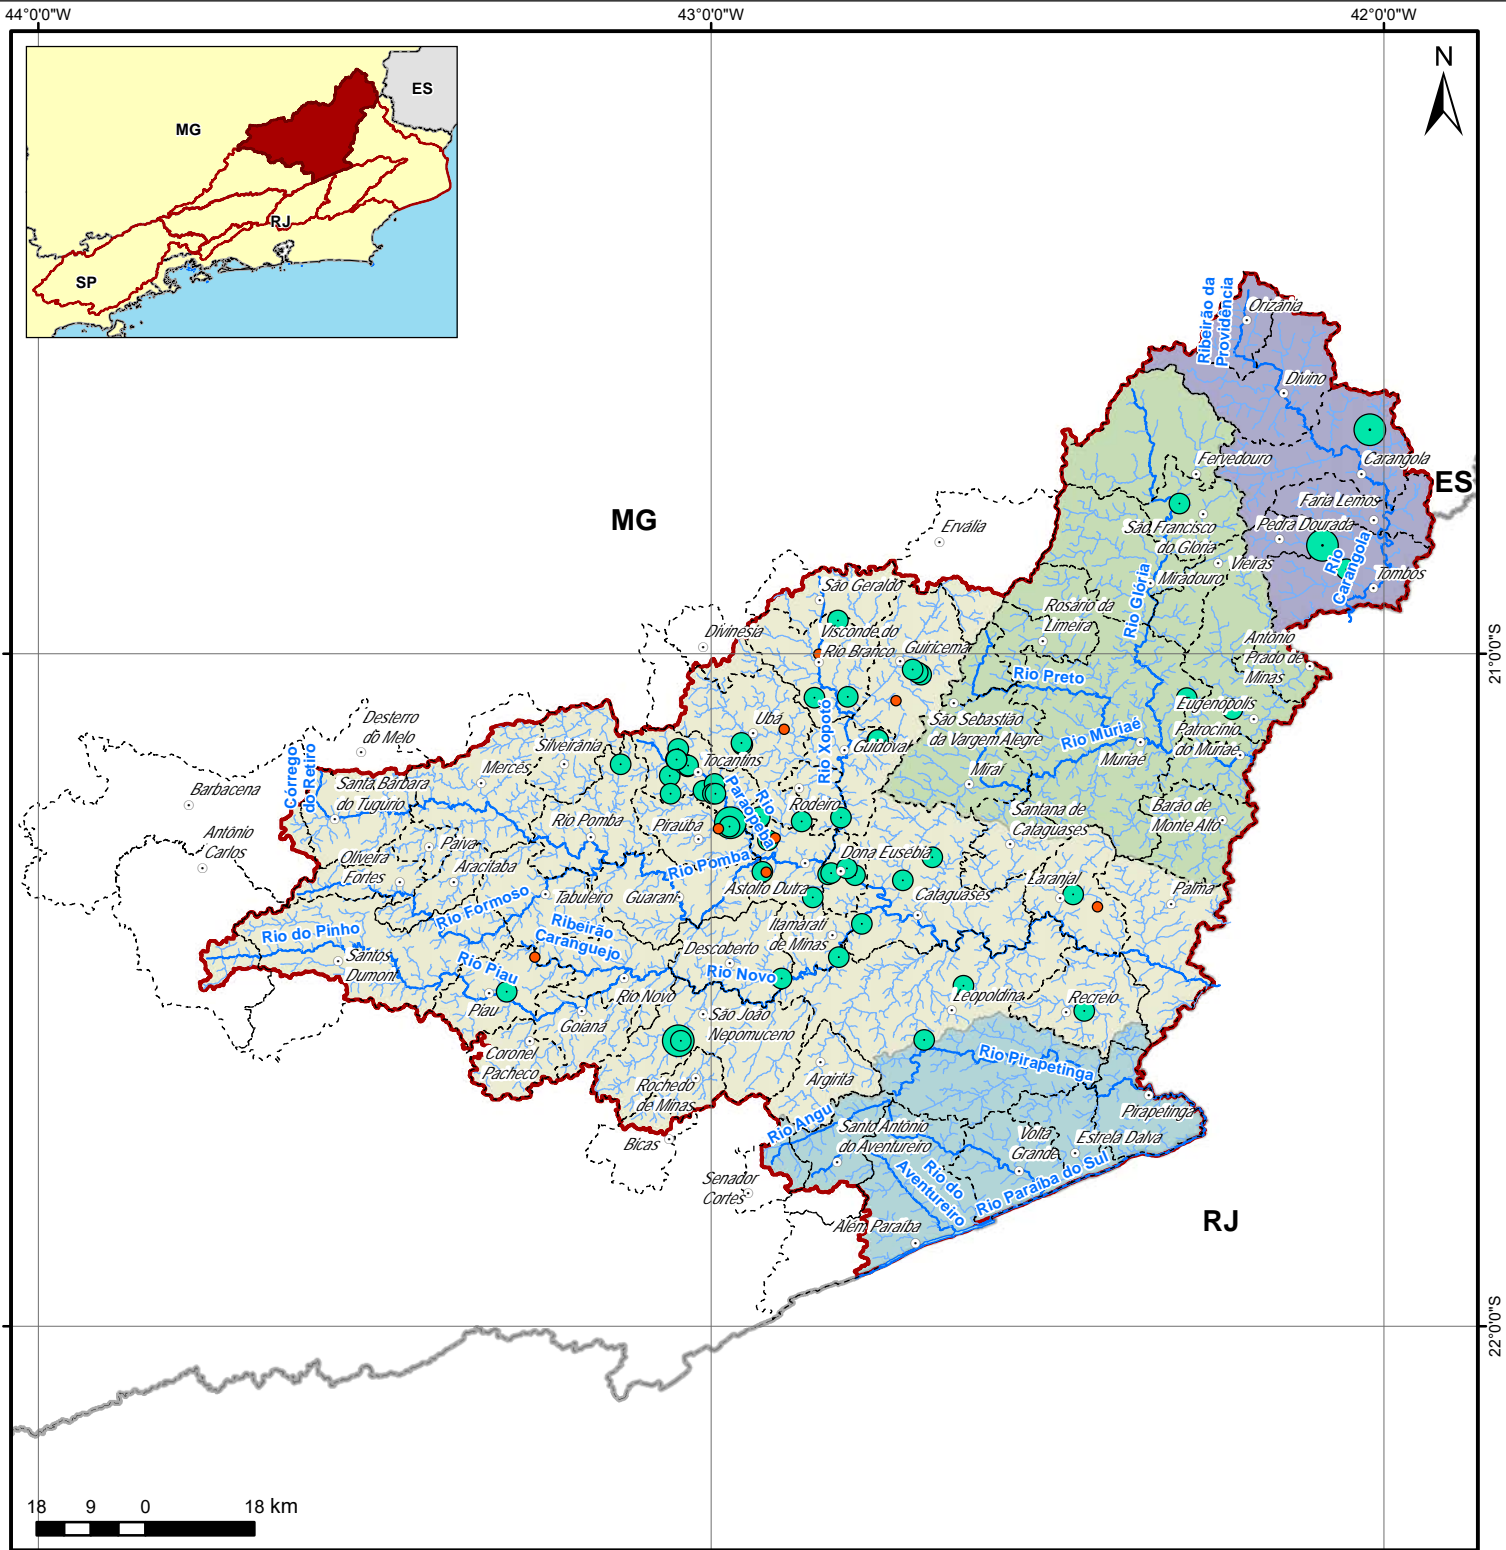 44°0'0"W
43°0'0"W
42°0'0"W
N
ES
MG
RJ
SP
Ribeirão da
Providência
Orizânia
Divino
Carangola
ES
Fervedouro
Faria Lemos
Pedra Dourada
MG
Ervália
São Francisco
do Glória
Rio
Carangola
Vieiras
Miradouro
Tombos
São Geraldo
Rio Glória
Rosário da
Limeira
Divinésia
Visconde do
Rio Branco
Guiricema
Antônio
Prado de
Minas
21°0'0"S
Rio Preto
Eugenópolis
Desterro
do Melo
Ubá
São Sebastião
da Vargem Alegre
Patrocínio
do Muriaé
Silveirânia
Rio Xopotó
Guidoval
Rio Muriaé
Muriaé
Córrego
do Retiro
Mercês
Tocantins
Miraí
Barbacena
Santa Bárbara
do Tugúrio
Rio
Paraopeba
Rodeiro
Santana de
Cataguases
Barão de
Monte Alto
Antônio
Carlos
Rio Pomba
Piraúba
Paiva
Oliveira
Fortes
Aracitaba
Rio Pomba
Dona Eusébia
Laranjal
Palma
Rio Formoso
Tabuleiro
Guarani
Astolfo Dutra
Cataguases
Rio do Pinho
Ribeirão
Caranguejo
Itamarati
de Minas
Santos
Dumont
Rio Piau
Descoberto
Rio Novo
Piau
Rio Novo
Leopoldina
Recreio
Goianá
São João
Nepomuceno
Coronel
Pacheco
Rio Pirapetinga
Rochedo
de Minas
Argirita
Pirapetinga
Rio Angu
Bicas
Santo Antônio
do Aventureiro
Volta
Grande
Estrela Dalva
Senador
Cortes
Rio do
Aventureiro
Rio Paraíba do Sul
RJ
Além Paraíba
22°0'0"S
18 9 0 18 km